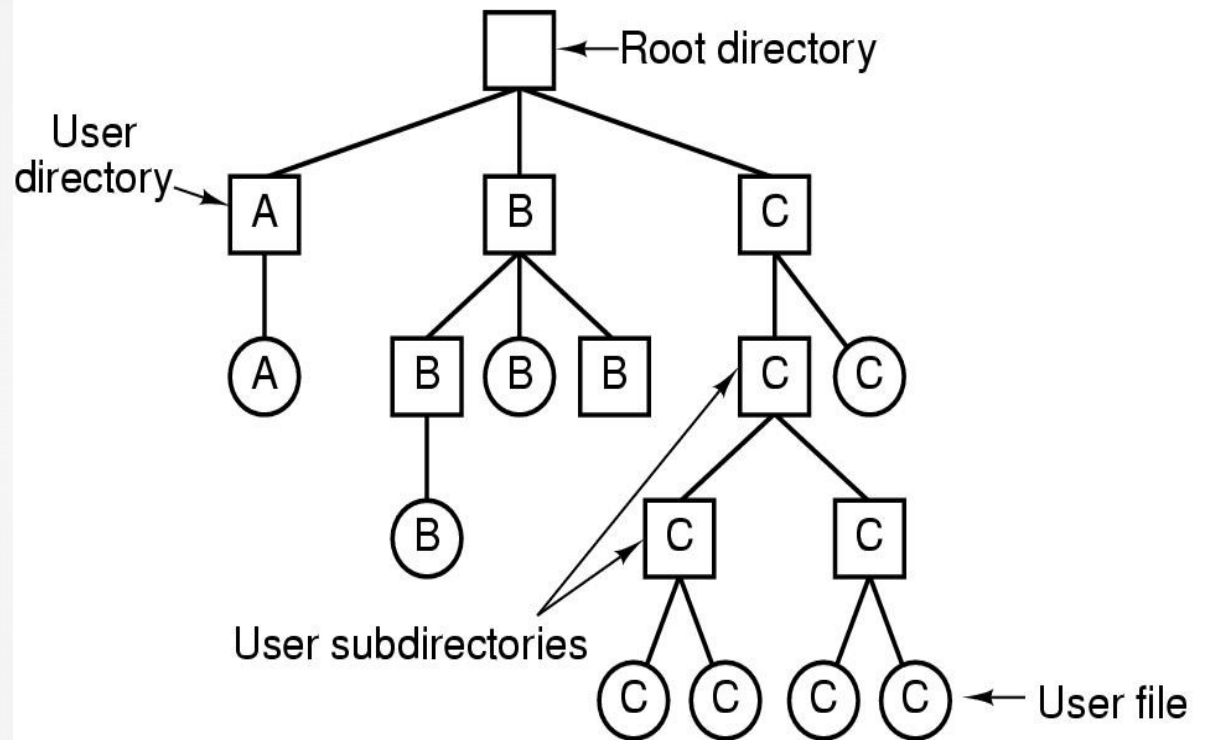 Root directory
User
directory
A
B
C
A
B
B
B
C
C
B
C
C
User subdirectories
C
C
C
C
User file